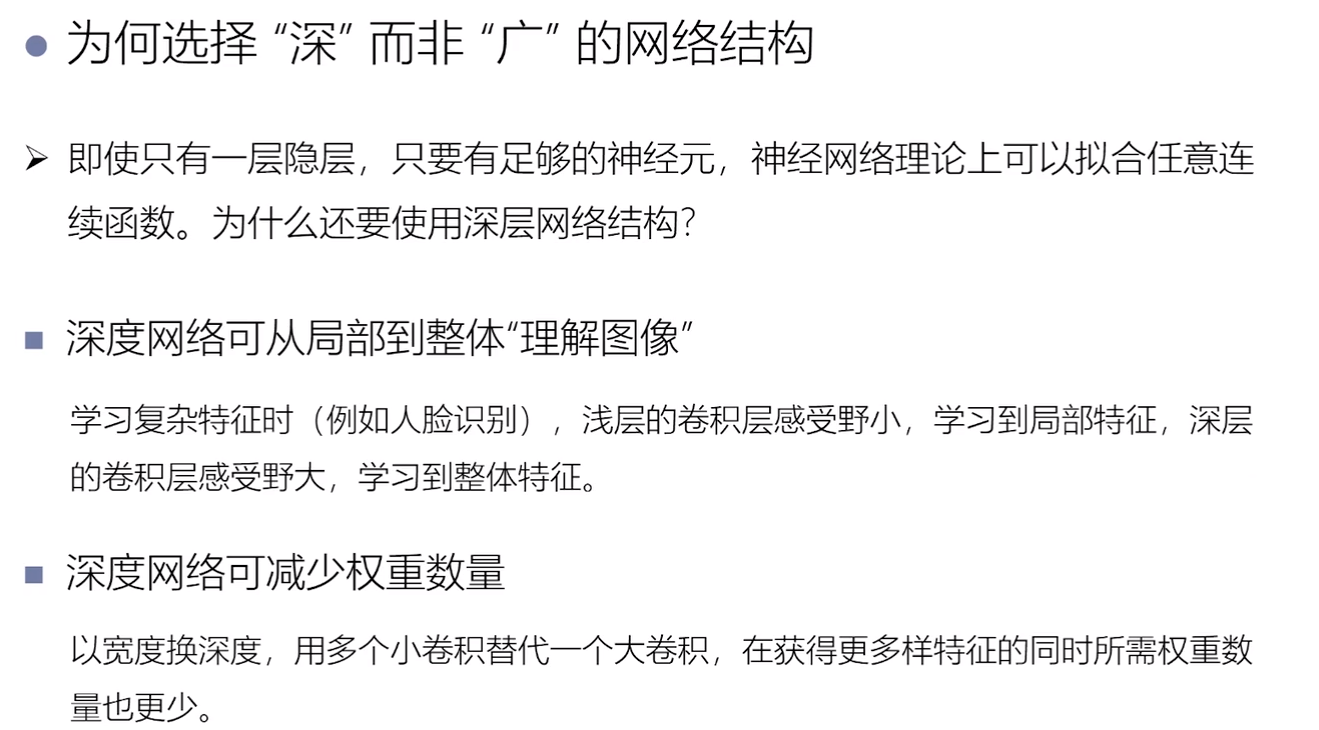 为何选择 “深” 而非 “广” 的网络结构
即使只有一层隐层，只要有足够的神经元，神经网络理论上可以拟合任意连
续函数。为什么还要使用深层网络结构？
深度网络可从局部到整体“理解图像”
学习复杂特征时（例如人脸识别），浅层的卷积层感受野小，学习到局部特征，深层
的卷积层感受野大，学习到整体特征。
深度网络可减少权重数量
以宽度换深度，用多个小卷积替代一个大卷积，在获得更多样特征的同时所需权重数
量也更少。